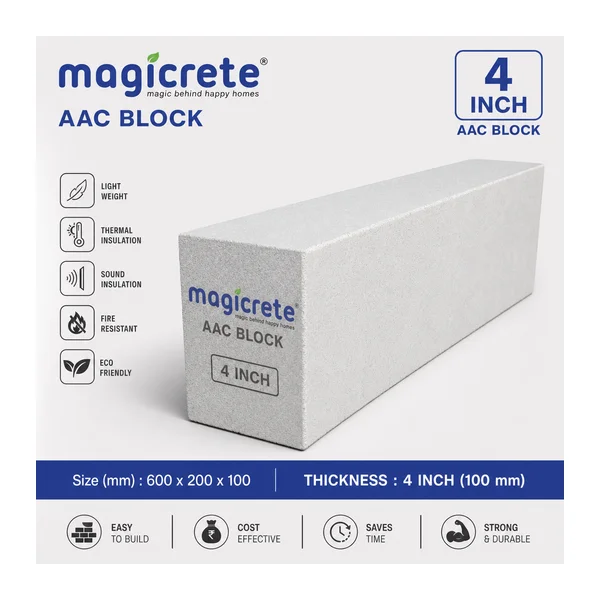 magicrete®
magic behind happy homes
AAC BLOCK
4
INCH
AAC BLOCK
LIGHT
WEIGHT
THERMAL
INSULATION
SOUND
INSULATION
FIRE
RESISTANT
ECO
FRIENDLY
magicrete®
magic behind happy homes
AAC BLOCK
4 INCH
Size (mm) : 600 x 200 x 100
THICKNESS : 4 INCH (100 mm)
EASY
TO BUILD
₹
COST
EFFECTIVE
SAVES
TIME
STRONG
& DURABLE